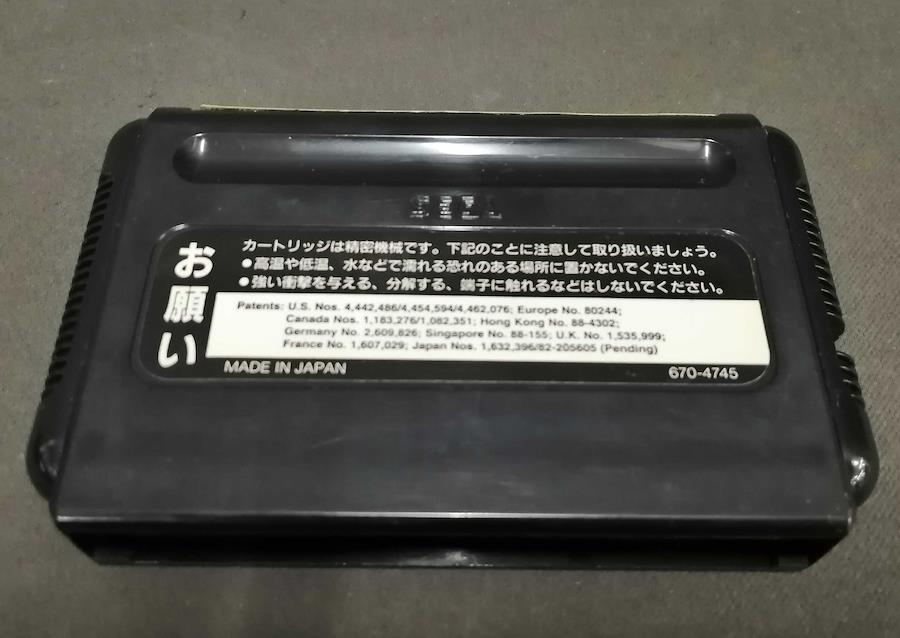 SEGA
お願い
カートリッジは精密機械です。下記のことに注意して取り扱いましょう。
●高温や低温、水などで濡れる恐れのある場所に置かないでください。
●強い衝撃を与える、分解する、端子に触れるなどはしないでください。
Patents: U.S. Nos. 4,442,486/4,454,594/4,462,076; Europe No. 80244;
Canada Nos. 1,183,276/1,082,351; Hong Kong No. 88-4302;
Germany No. 2,609,826; Singapore No. 88-155; U.K. No. 1,535,999;
France No. 1,607,029; Japan Nos. 1,632,396/82-205605 (Pending)
MADE IN JAPAN
670-4745